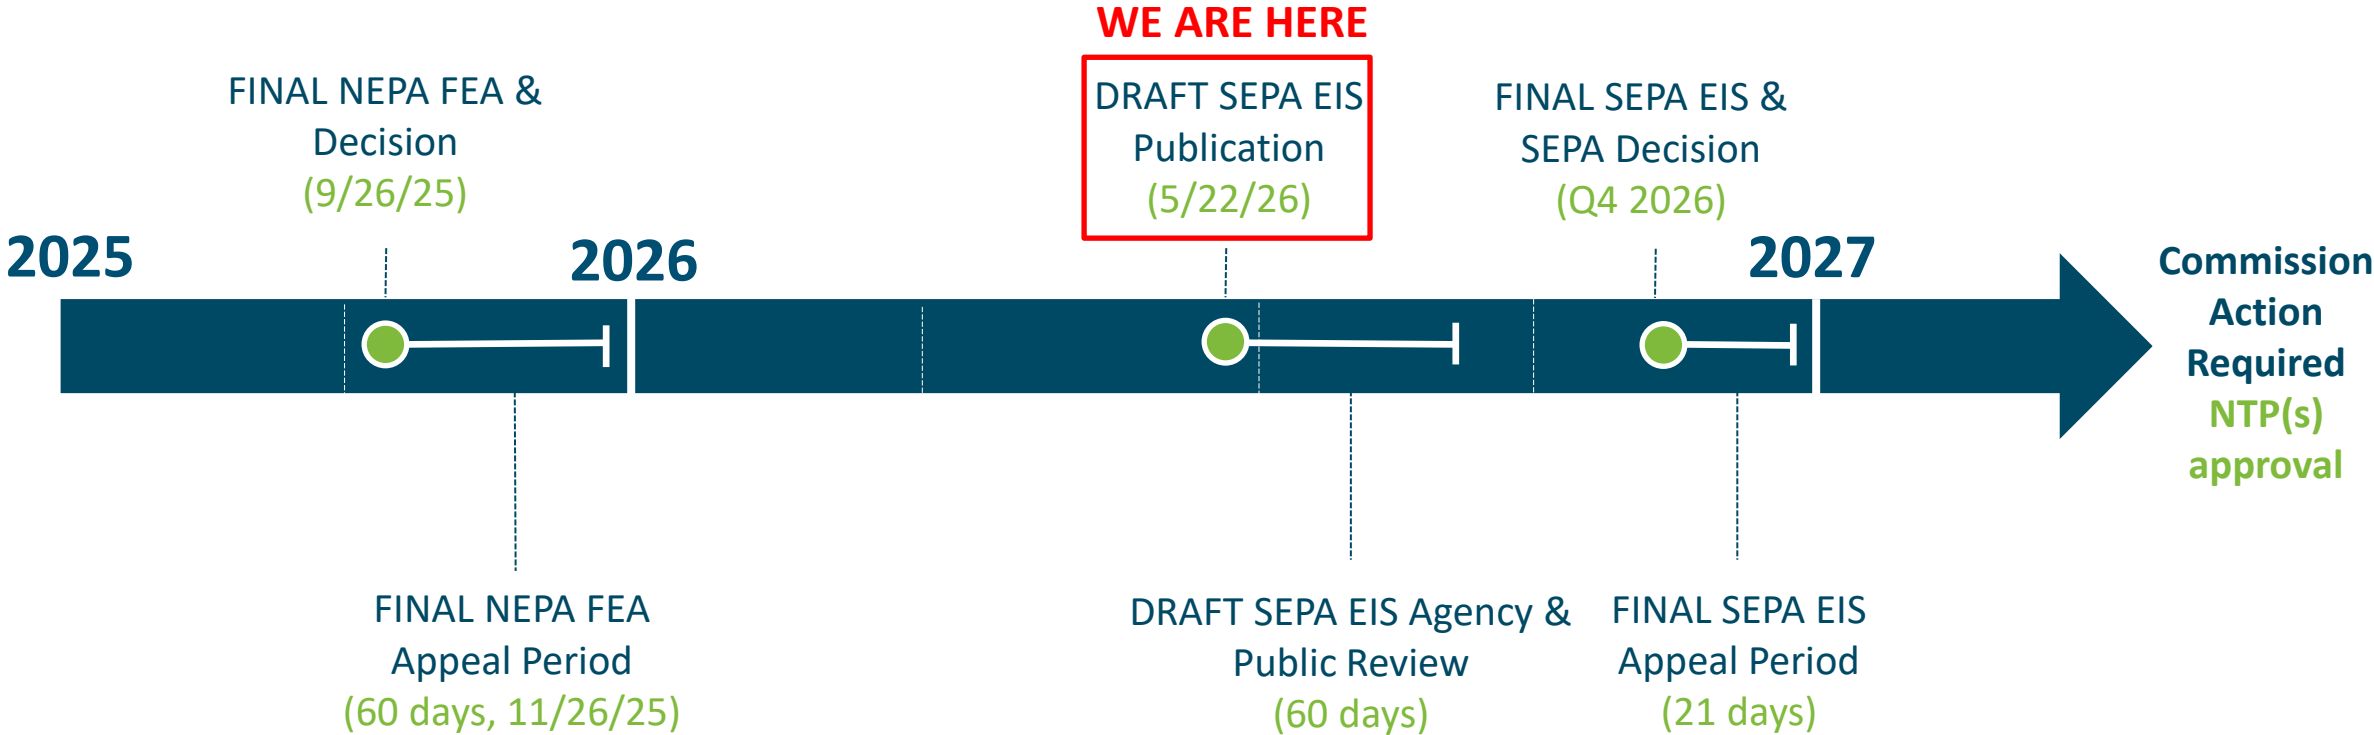 WE ARE HERE
FINAL NEPA FEA &
Decision
(9/26/25)
DRAFT SEPA EIS
Publication
(5/22/26)
FINAL SEPA EIS &
SEPA Decision
(Q4 2026)
2025
2026
2027
Commission
Action
Required
NTP(s)
approval
FINAL NEPA FEA
Appeal Period
(60 days, 11/26/25)
DRAFT SEPA EIS Agency &
Public Review
(60 days)
FINAL SEPA EIS
Appeal Period
(21 days)